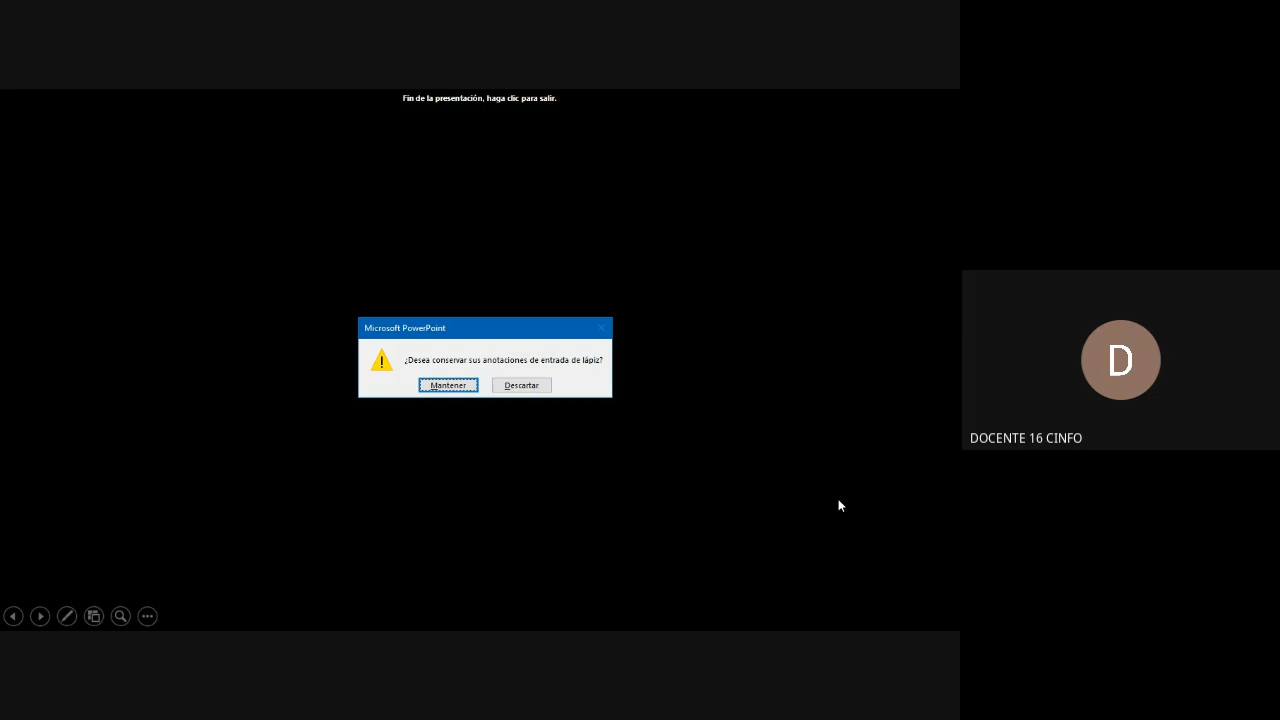 Fin de la presentación, haga clic para salir.
Microsoft PowerPoint
¿Desea conservar sus anotaciones de entrada de lápiz?
Mantener
Descartar
D
DOCENTE 16 CINFO